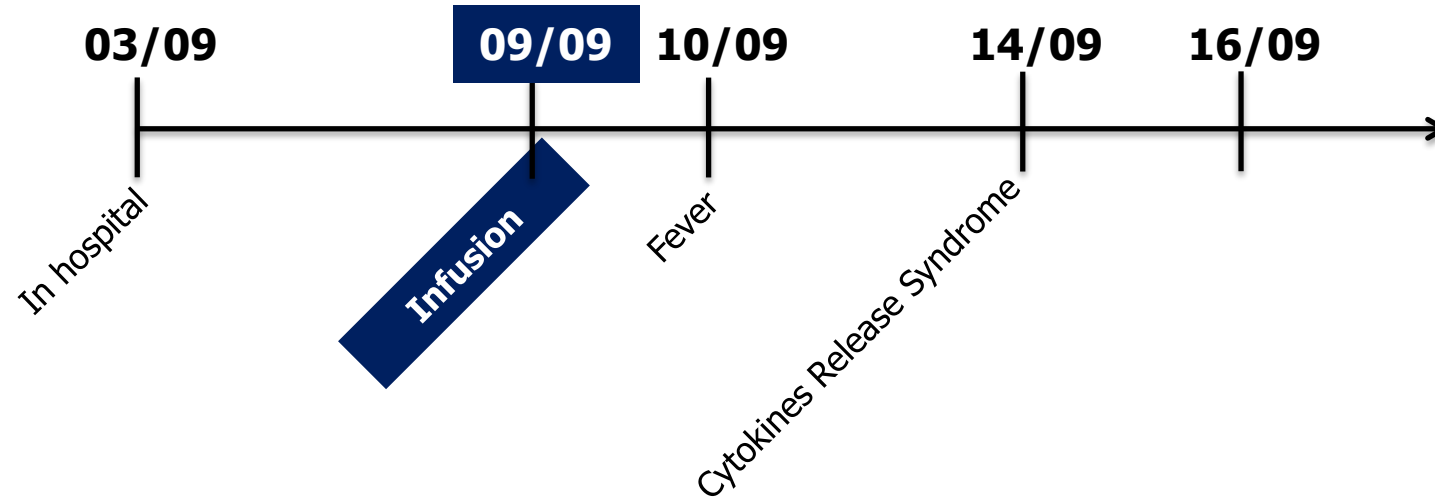 03/09
09/09
10/09
14/09
16/09
In hospital
Infusion
Fever
Cytokines Release Syndrome